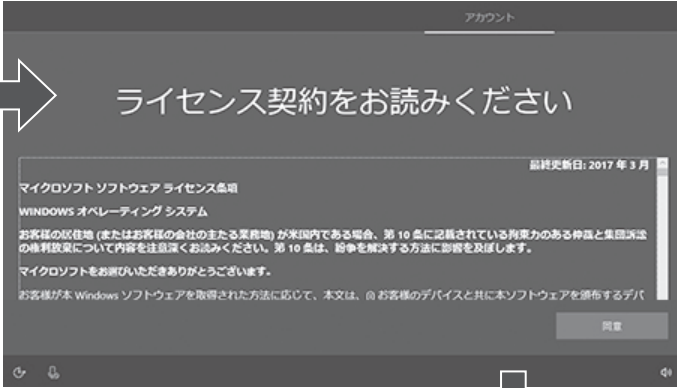 アカウント
ライセンス契約をお読みください
最終更新日: 2017 年 3 月
マイクロソフト ソフトウェア ライセンス条項
WINDOWS オペレーティング システム
お客様の居住地 (またはお客様の会社の主たる業務地) が米国内である場合、第 10 条に記載されている拘束力のある仲裁と集団訴訟
の権利放棄について内容を注意深くお読みください。第 10 条は、紛争を解決する方法に影響を及ぼします。
マイクロソフトをお選びいただきありがとうございます。
お客様が本 Windows ソフトウェアを取得された方法に応じて、本文は、(i) お客様のデバイスと共に本ソフトウェアを頒布するデバ
同意